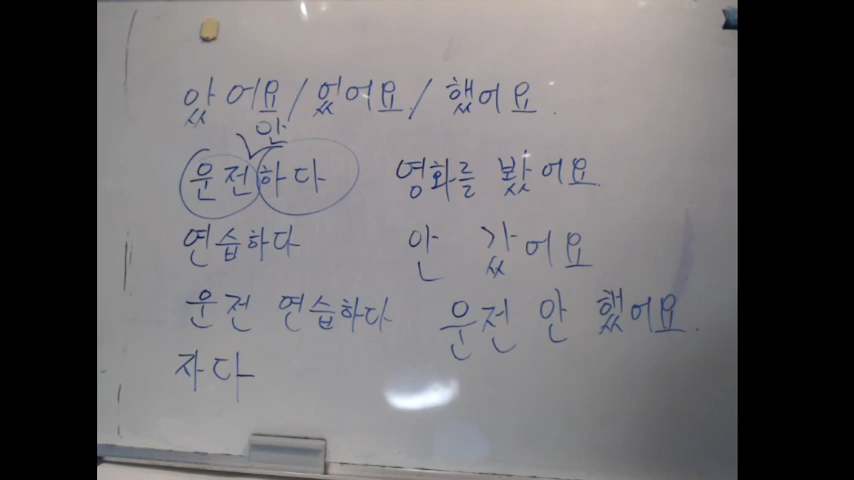 았어요/었어요/했어요.
안
운전하다 영화를 봤어요.
연습하다 안 갔어요
운전 연습하다 운전 안 했어요.
자다